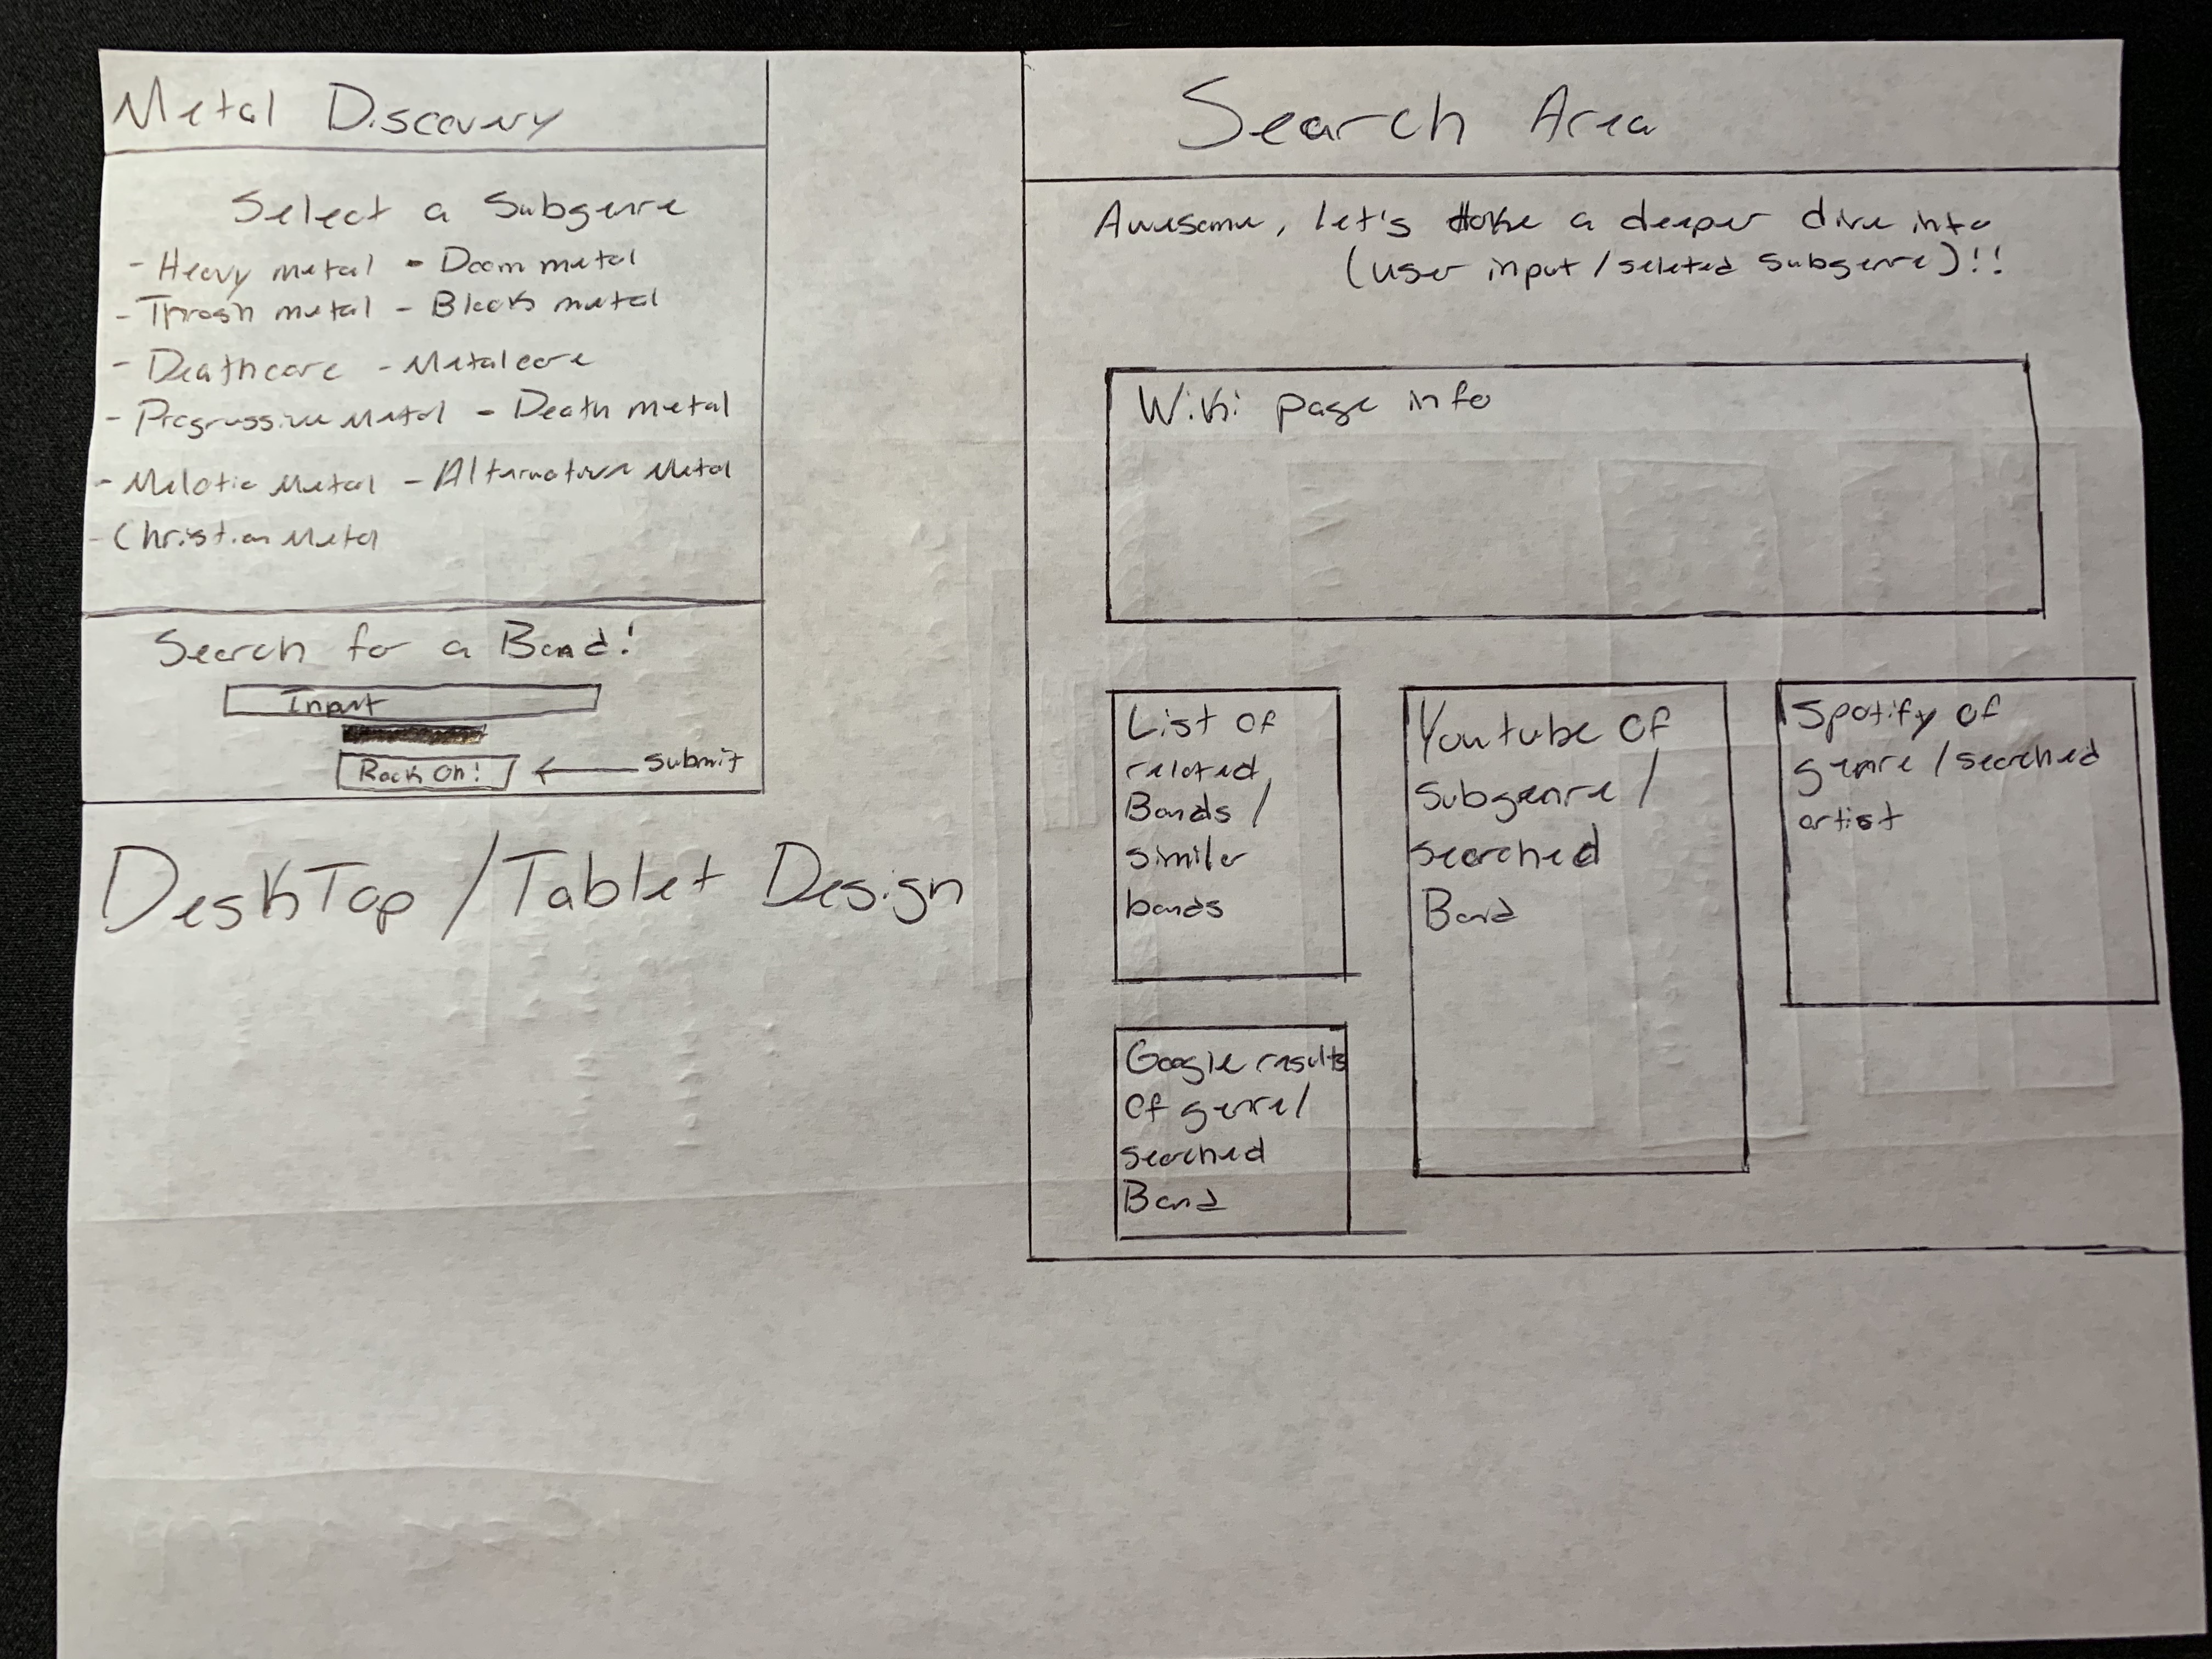 Metal Discovery
Select a Subgenre
- Heavy metal - Doom metal
- Thrash metal - Black metal
- Deathcore - Metalcore
- Progressive Metal - Death metal
- Melotic Metal - Alternative Metal
- Christian Metal
Search for a Band!
Input
Rock On! ← Submit
DeskTop / Tablet Design
Search Area
Awesome, let's take a deeper dive into
(user input / seleted subgenre)!!
Wiki page info
List of
related
Bands /
similar
bands
Youtube of
subgenre /
searched
Band
Spotify of
genre / searched
artist
Google results
of genre /
searched
Band